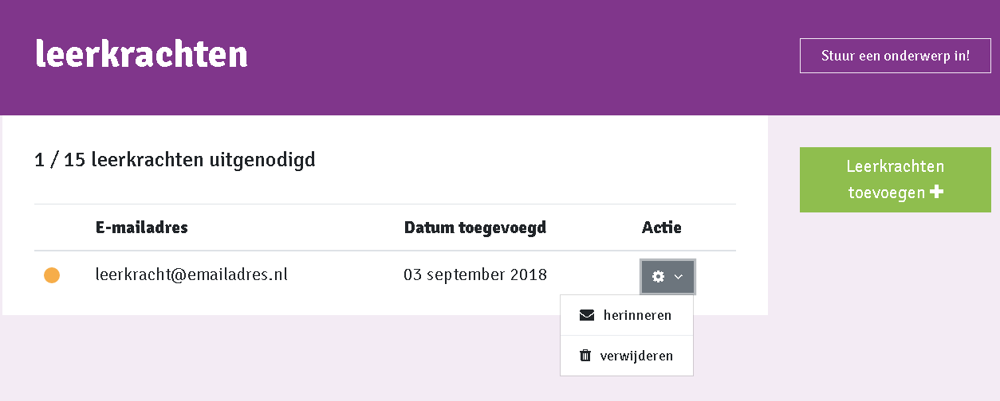 leerkrachten
Stuur een onderwerp in!
1 / 15 leerkrachten uitgenodigd
Leerkrachten
toevoegen
E-mailadres Datum toegevoegd Actie
leerkracht@emailadres.nl 03 september 2018
herinneren
verwijderen